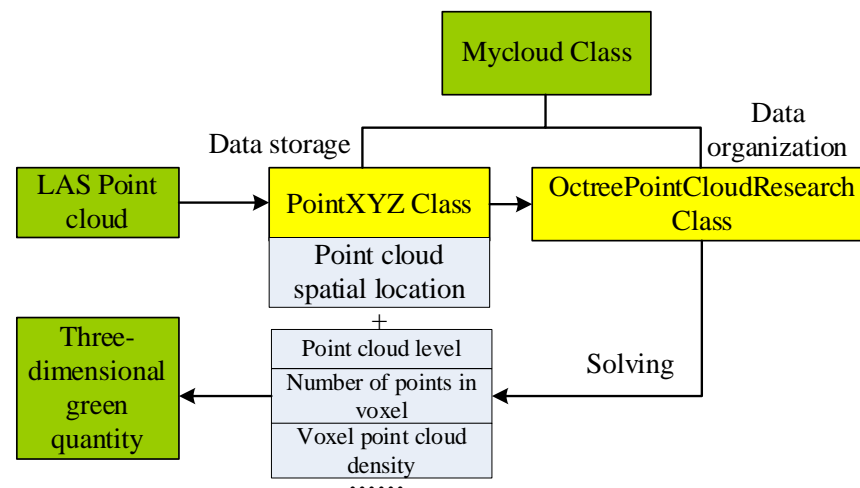 Mycloud Class
Data storage
Data
organization
LAS Point
cloud
PointXYZ Class
OctreePointCloudResearch
Class
Point cloud
spatial location
+
Three-
dimensional
green
quantity
Point cloud level
Number of points in
voxel
Voxel point cloud
density
······
Solving